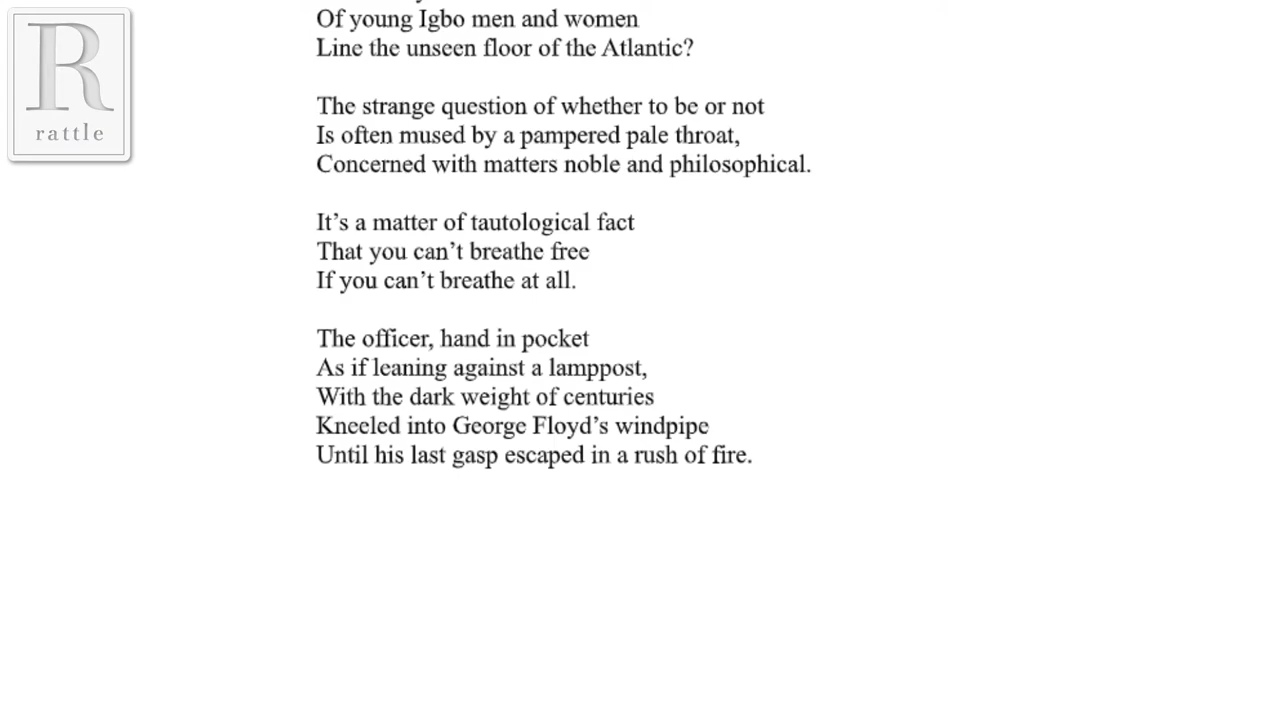 R
rattle
Of young Igbo men and women
Line the unseen floor of the Atlantic?
The strange question of whether to be or not
Is often mused by a pampered pale throat,
Concerned with matters noble and philosophical.
It’s a matter of tautological fact
That you can’t breathe free
If you can’t breathe at all.
The officer, hand in pocket
As if leaning against a lamppost,
With the dark weight of centuries
Kneeled into George Floyd’s windpipe
Until his last gasp escaped in a rush of fire.